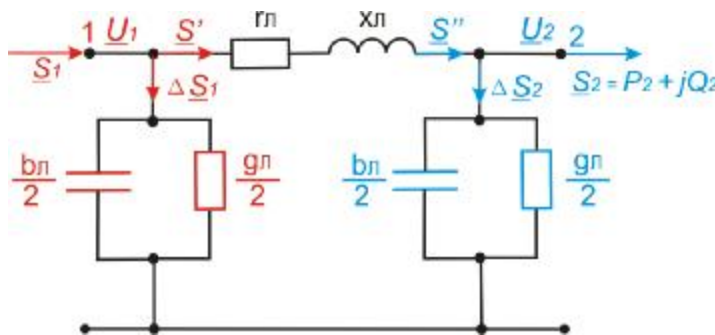 1 U1 S' rл xл S'' U2 2
S1 ΔS1 ΔS2 S2 = P2 + jQ2
bл/2 gл/2 bл/2 gл/2